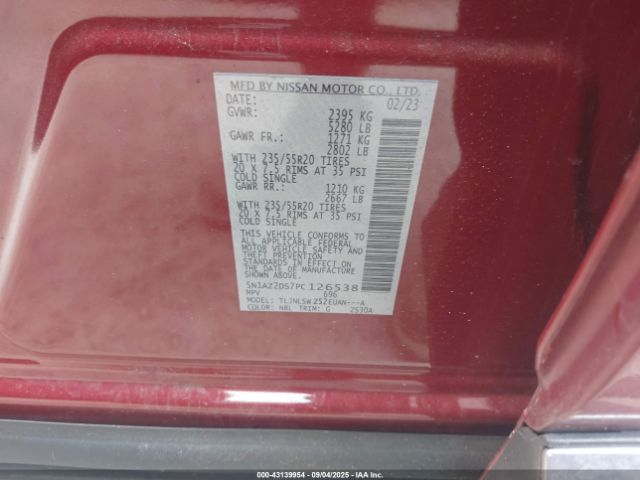 MFD BY NISSAN MOTOR CO., LTD.
DATE: 02/23
GVWR: 2395 KG
5280 LB
GAWR FR.: 1271 KG
2802 LB
WITH 235/55R20 TIRES
20 X 7.5 RIMS AT 35 PSI
COLD SINGLE
GAWR RR.: 1210 KG
2667 LB
WITH 235/55R20 TIRES
20 X 7.5 RIMS AT 35 PSI
COLD SINGLE
THIS VEHICLE CONFORMS TO
ALL APPLICABLE FEDERAL
MOTOR VEHICLE SAFETY AND
THEFT PREVENTION
STANDARDS IN EFFECT ON
THE DATE OF MANUFACTURE
5N1AZ2DS7PC126538
MPV 696
MODEL: TLJNLSWZS2EUAN---A
COLOR: NBL TRIM: G 2S30A
000-43139954 (IAA) (09/04/2025) (IAA)